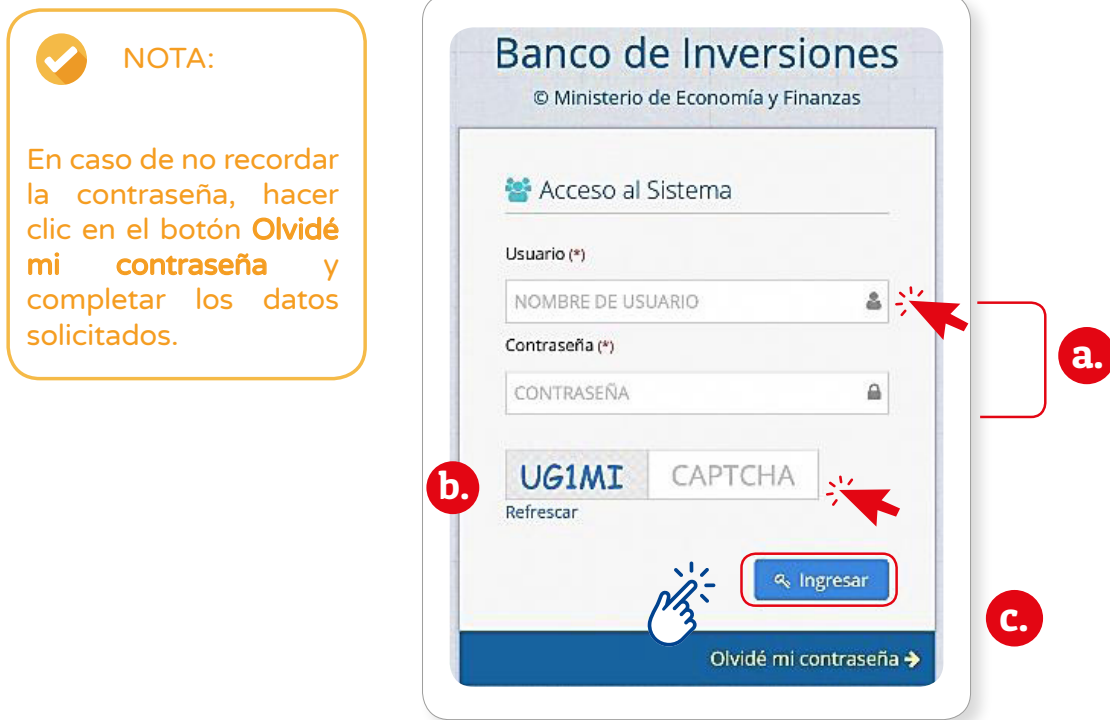 NOTA:
En caso de no recordar
la contraseña, hacer
clic en el botón Olvidé
mi contraseña y
completar los datos
solicitados.
Banco de Inversiones
© Ministerio de Economía y Finanzas
Acceso al Sistema
Usuario (*)
NOMBRE DE USUARIO
Contraseña (*)
CONTRASEÑA
a.
b.
UG1MI CAPTCHA
Refrescar
Ingresar
c.
Olvidé mi contraseña